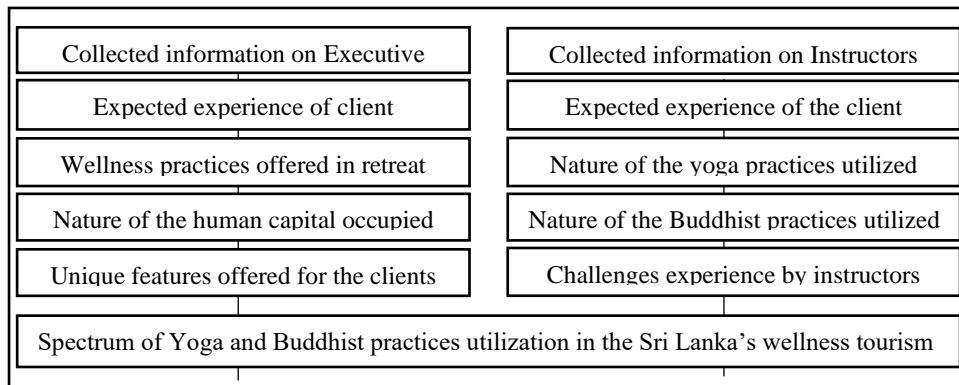 Collected information on Executive
Expected experience of client
Wellness practices offered in retreat
Nature of the human capital occupied
Unique features offered for the clients
Collected information on Instructors
Expected experience of the client
Nature of the yoga practices utilized
Nature of the Buddhist practices utilized
Challenges experience by instructors
Spectrum of Yoga and Buddhist practices utilization in the Sri Lanka’s wellness tourism